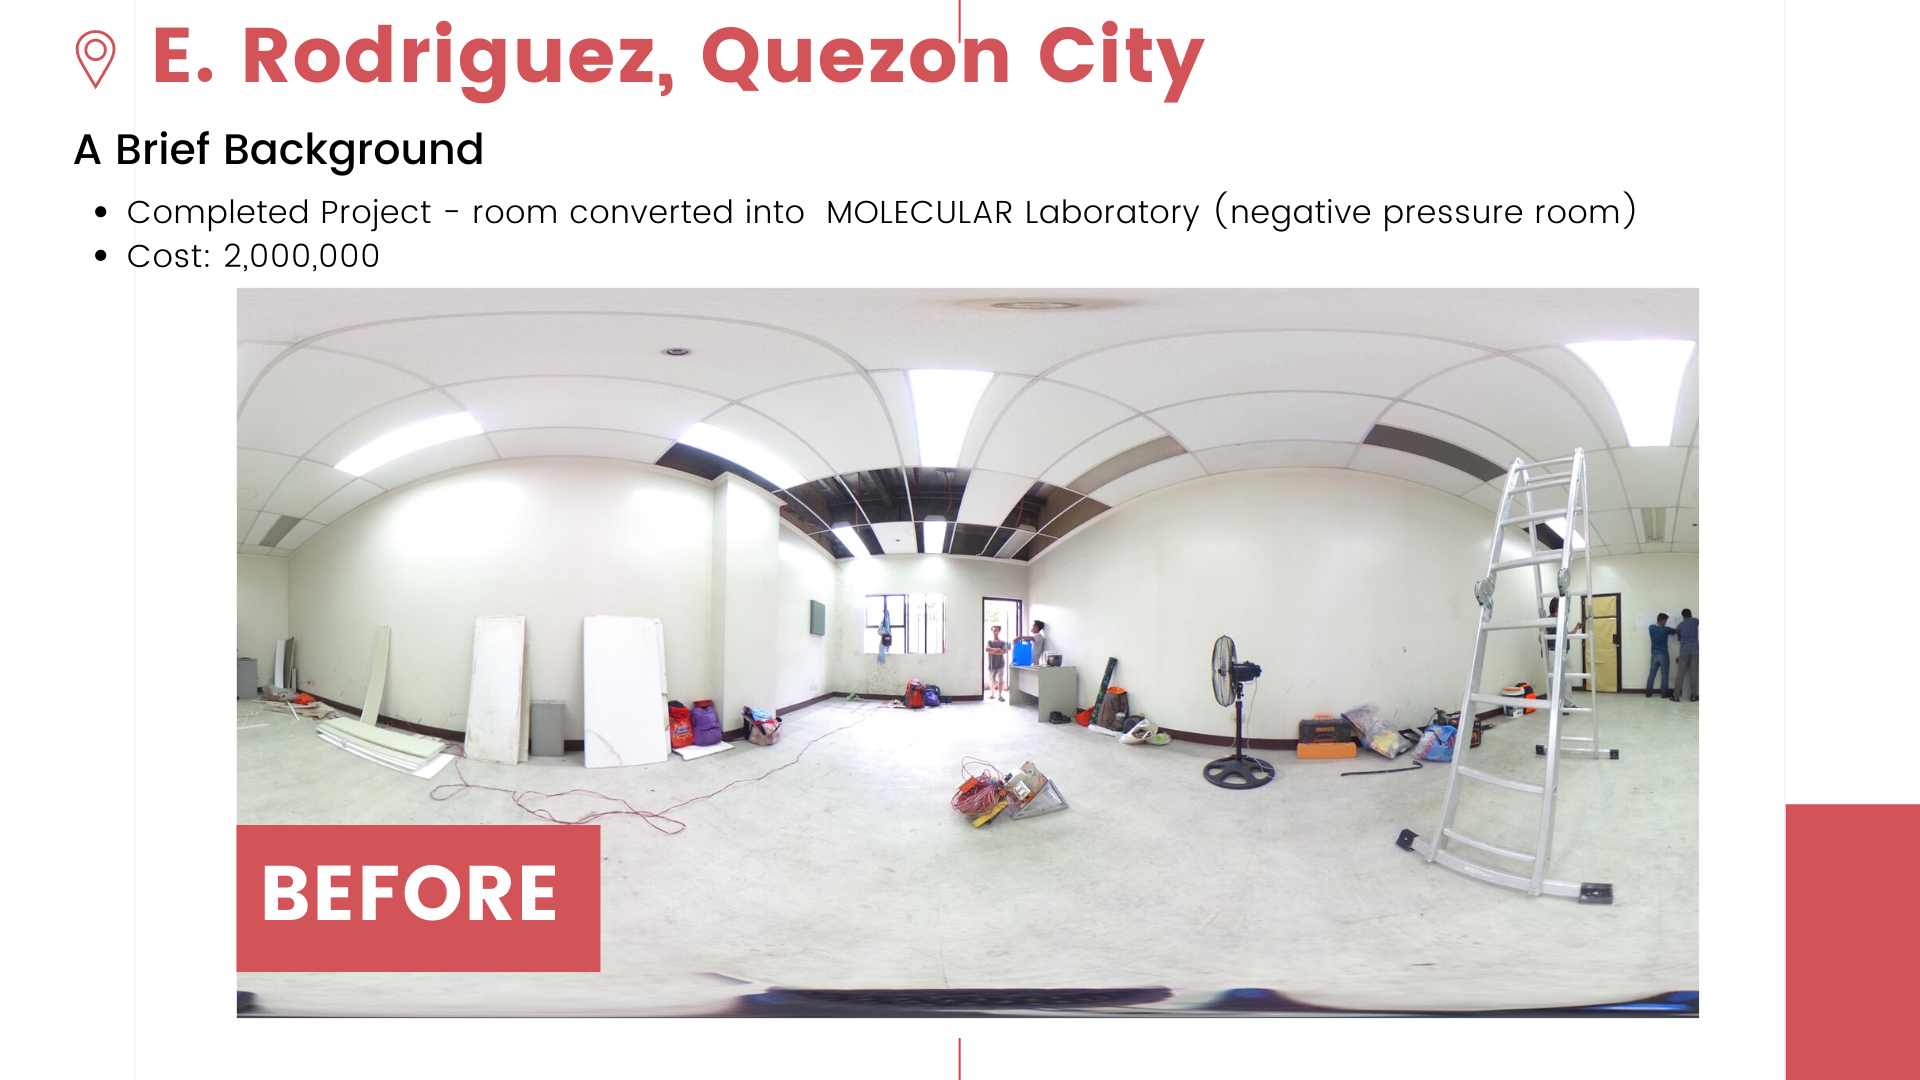 E. Rodriguez, Quezon City
A Brief Background
• Completed Project - room converted into MOLECULAR Laboratory (negative pressure room)
• Cost: 2,000,000
BEFORE